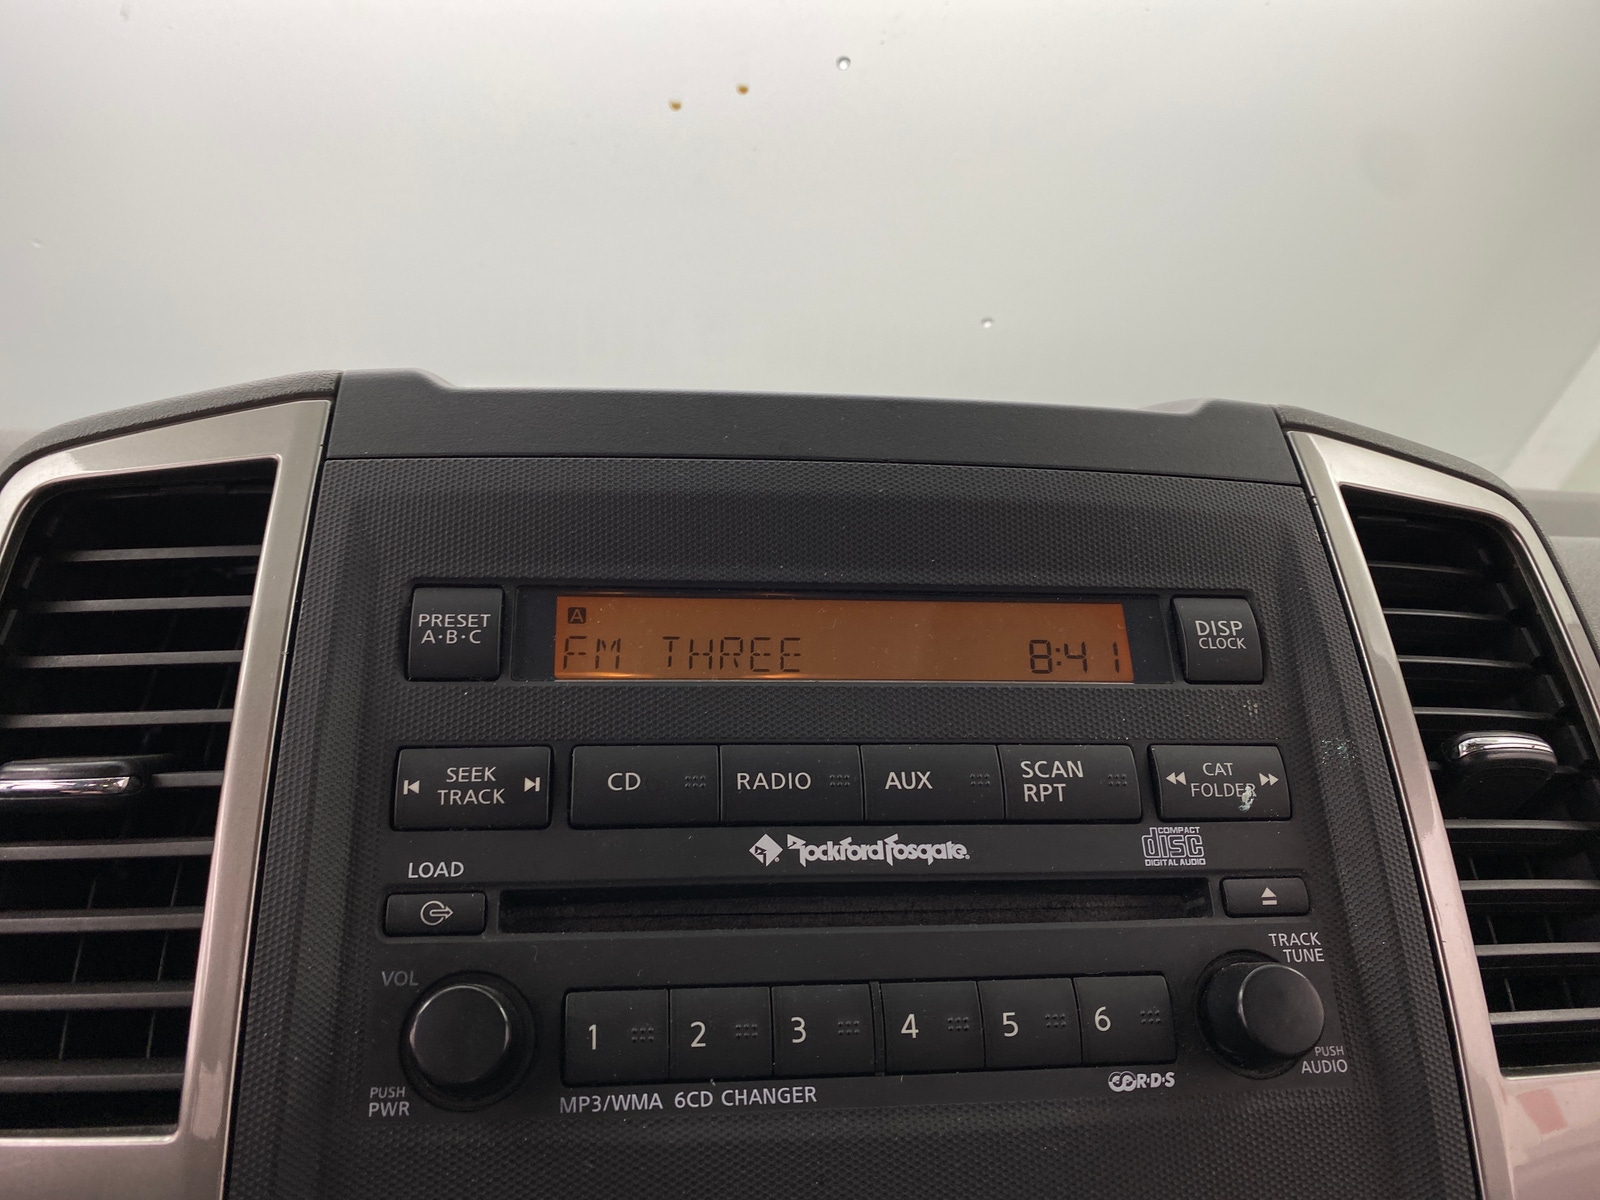 PRESET
A·B·C
A
FM THREE 8:41
DISP
CLOCK
SEEK
TRACK
CD
RADIO
AUX
SCAN
RPT
CAT
FOLDER
Rockford Fosgate
COMPACT
disc
DIGITAL AUDIO
LOAD
TRACK
TUNE
VOL
1 2 3 4 5 6
PUSH
PWR
PUSH
AUDIO
MP3/WMA 6CD CHANGER
R·D·S